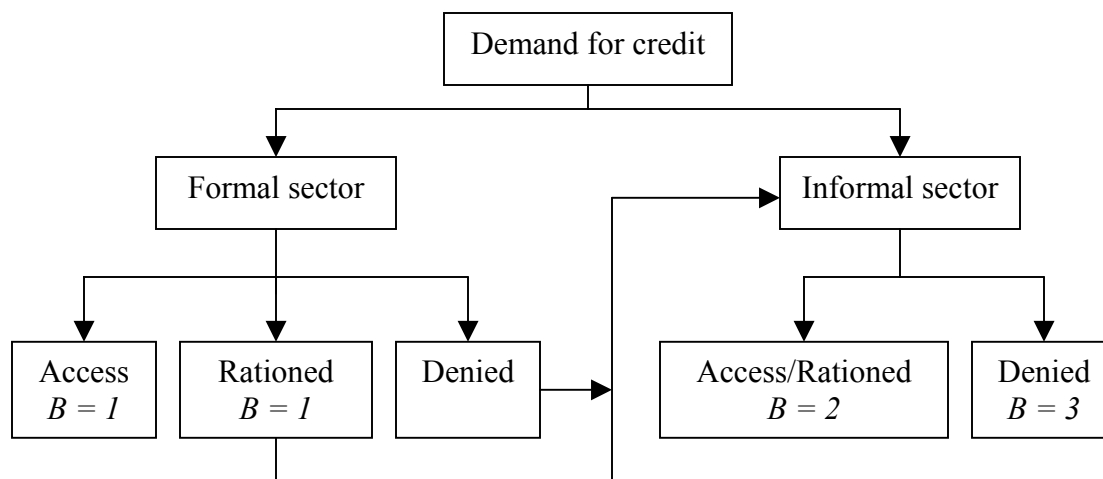 Demand for credit
Formal sector
Informal sector
Access
B = 1
Rationed
B = 1
Denied
Access/Rationed
B = 2
Denied
B = 3